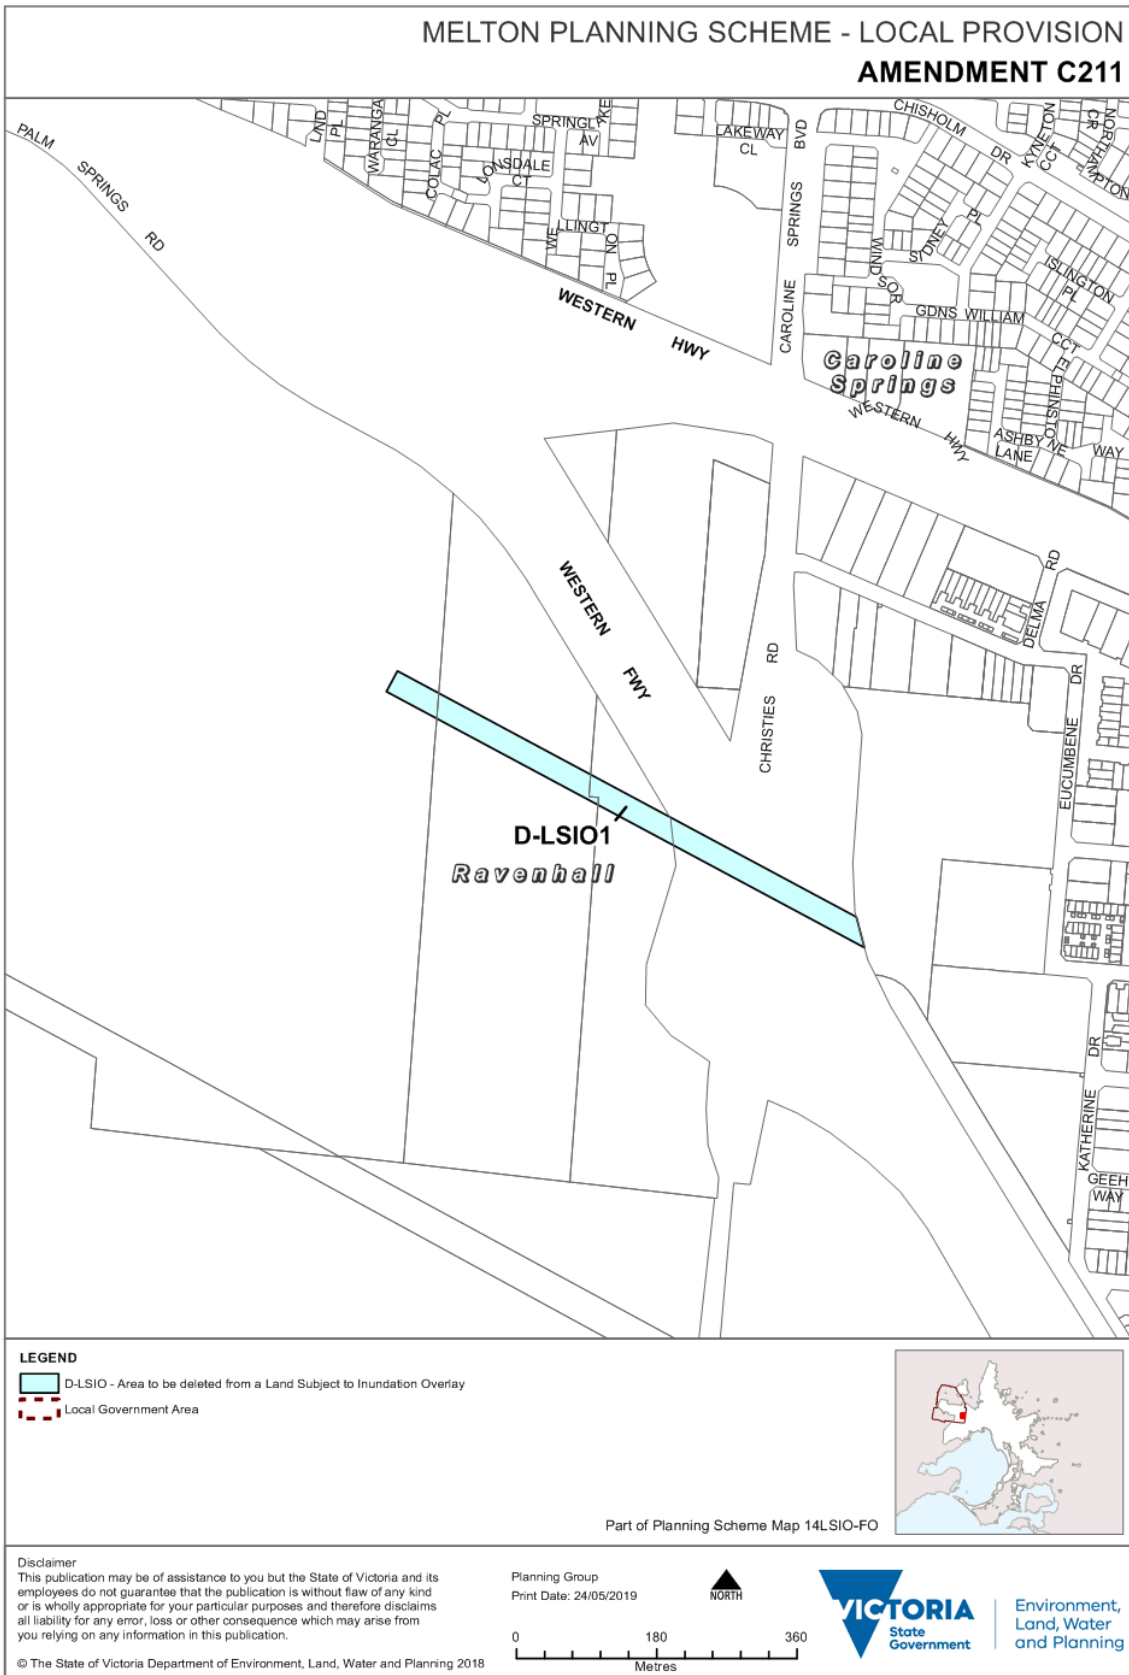 MELTON PLANNING SCHEME - LOCAL PROVISION
AMENDMENT C211
PALM SPRINGS RD
LIND PL
WARANGA CL
COLAC PL
LONSDALE CT
AV
WELLINGTON PL
LAKEWAY CL
CAROLINE SPRINGS BVD
CHISHOLM DR
KYNETON CCT
NORTHAMPTON CR
SIDNEY PL
WINDSOR GDNS
WILLIAM CCT
ISLINGTON PL
ELPHINSTONE WAY
ASHBY LANE
WESTERN HWY
Caroline
Springs
WESTERN HWY
WESTERN FWY
CHRISTIES RD
DELMA RD
EUCUMBENE DR
KATHERINE DR
GEEH
WAY
D-LSIO1
Ravenhall
LEGEND
D-LSIO - Area to be deleted from a Land Subject to Inundation Overlay
Local Government Area
Part of Planning Scheme Map 14LSIO-FO
Disclaimer
This publication may be of assistance to you but the State of Victoria and its
employees do not guarantee that the publication is without flaw of any kind
or is wholly appropriate for your particular purposes and therefore disclaims
all liability for any error, loss or other consequence which may arise from
you relying on any information in this publication.
© The State of Victoria Department of Environment, Land, Water and Planning 2018
Planning Group
Print Date: 24/05/2019
NORTH
0 180 360
Metres
VICTORIA
State
Government
Environment,
Land, Water
and Planning